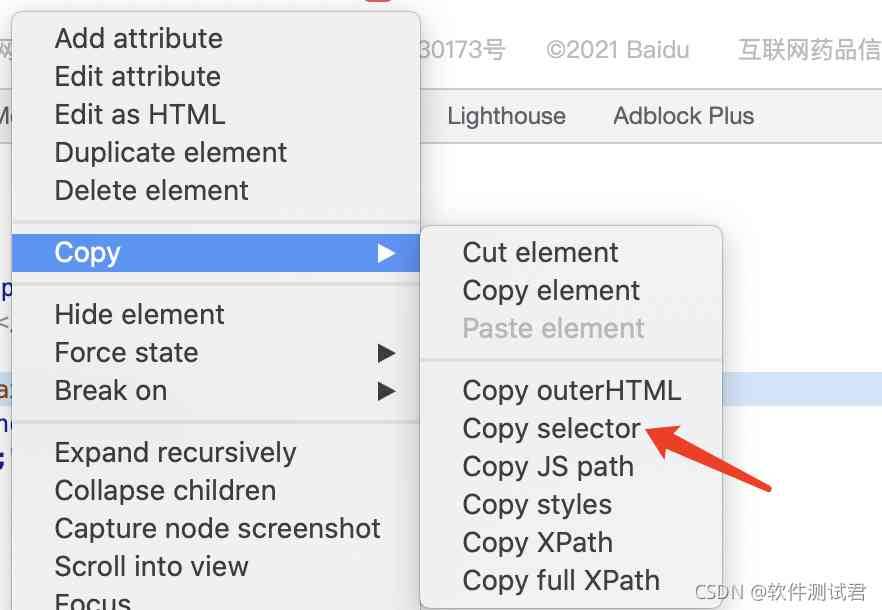 Add attribute
Edit attribute
Edit as HTML
Duplicate element
Delete element
Copy
Hide element
Force state
Break on
Expand recursively
Collapse children
Capture node screenshot
Scroll into view
Focus
网
30173号 ©2021 Baidu 互联网药品信
Lighthouse Adblock Plus
Cut element
Copy element
Paste element
Copy outerHTML
Copy selector
Copy JS path
Copy styles
Copy XPath
Copy full XPath
CSDN @软件测试君